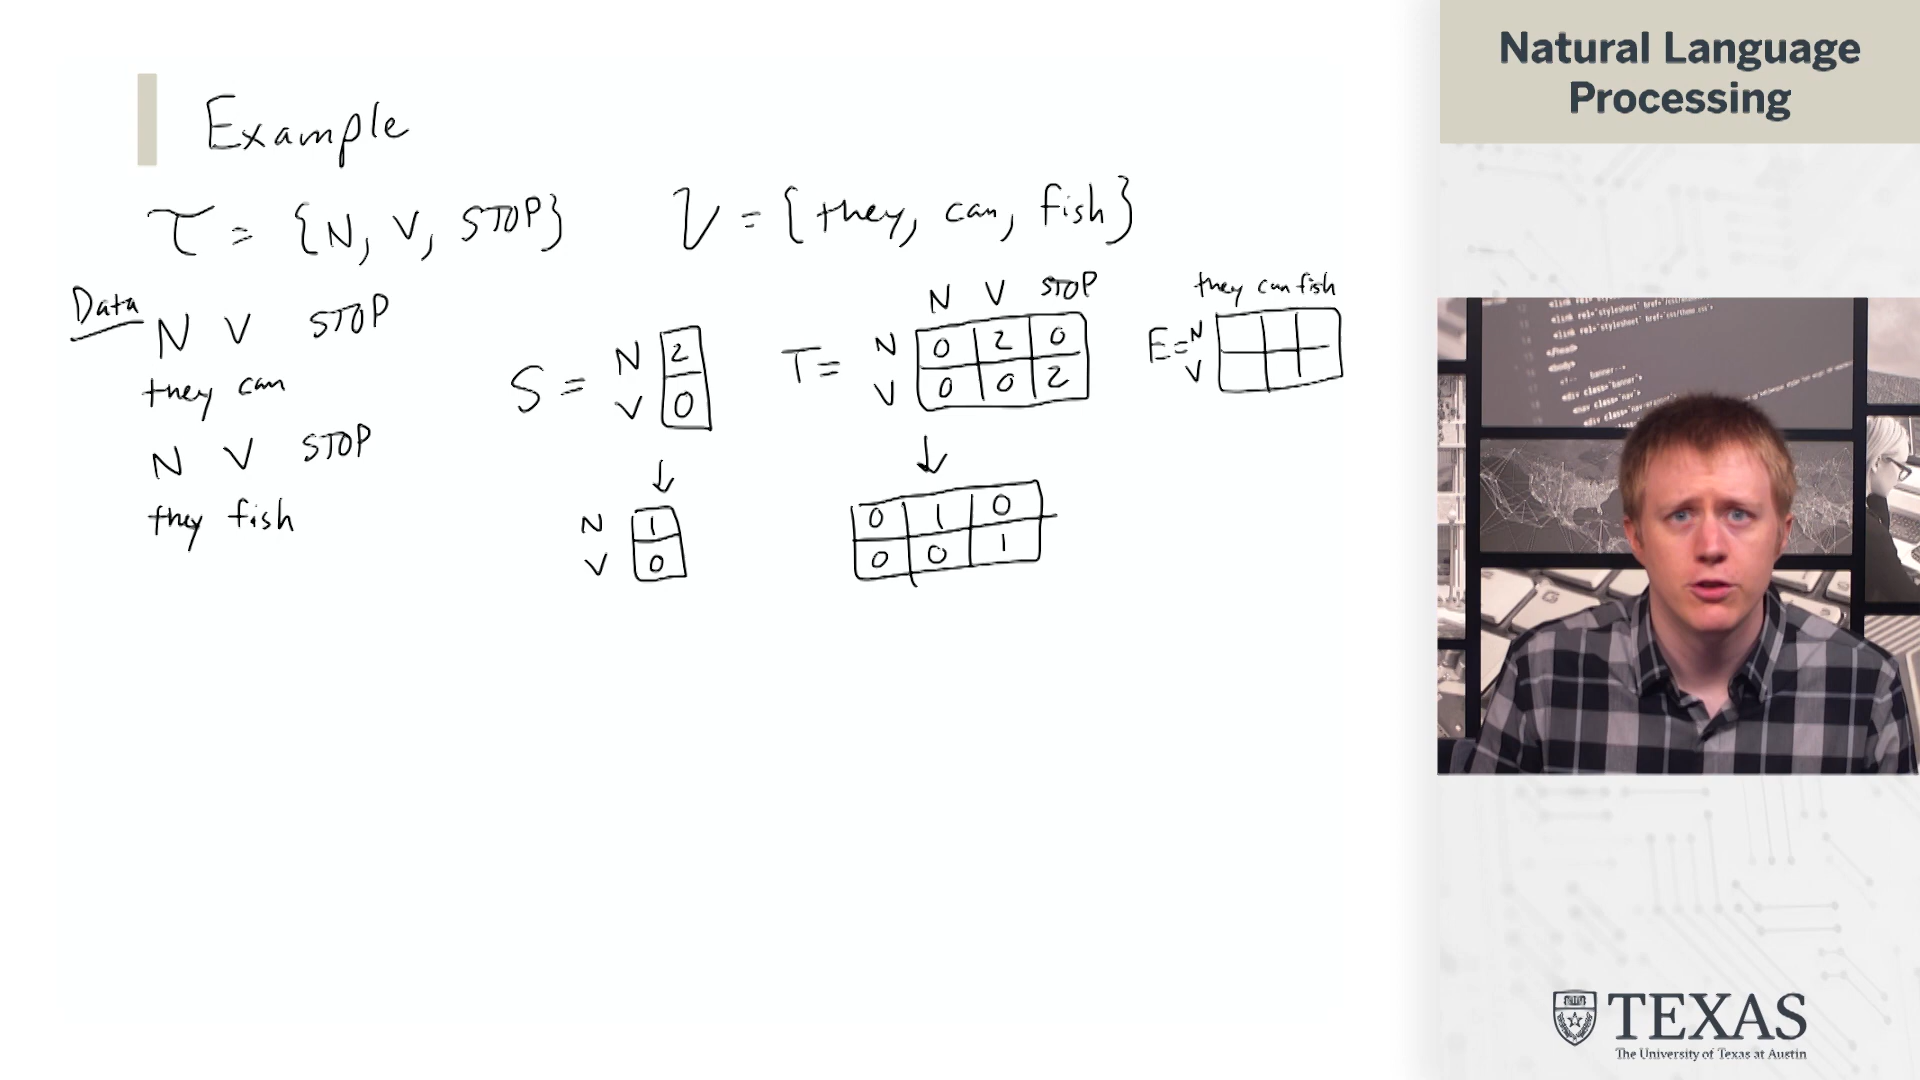 Example
τ = {N, V, STOP}
V = {they, can, fish}
Data
N V STOP
they can
N V STOP
they fish
S =
N 2
V 0
↓
N 1
V 0
T =
N V STOP
N 0 2 0
V 0 0 2
↓
0 1 0
0 0 1
they can fish
E = N
V
Natural Language
Processing
TEXAS
The University of Texas at Austin